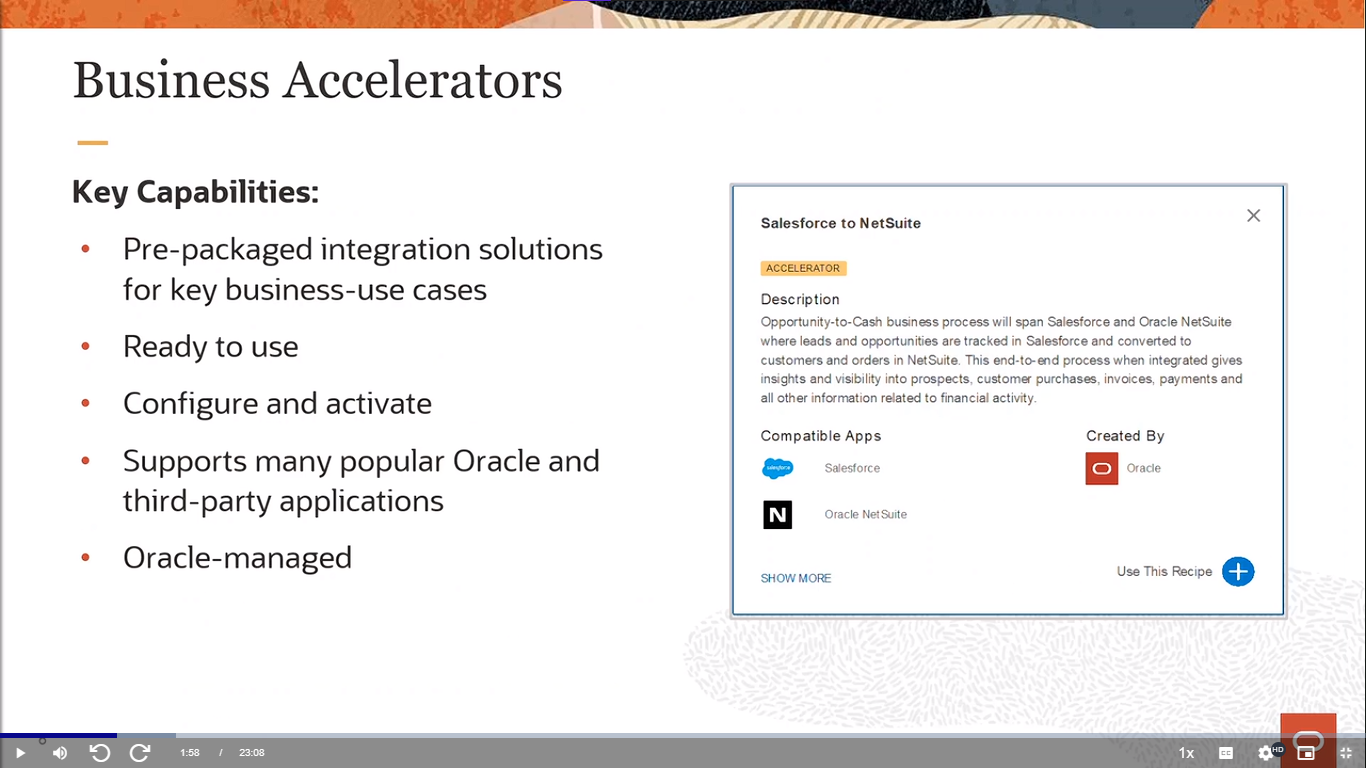 Business Accelerators
Key Capabilities:
• Pre-packaged integration solutions
for key business-use cases
• Ready to use
• Configure and activate
• Supports many popular Oracle and
third-party applications
• Oracle-managed
Salesforce to NetSuite
ACCELERATOR
Description
Opportunity-to-Cash business process will span Salesforce and Oracle NetSuite
where leads and opportunities are tracked in Salesforce and converted to
customers and orders in NetSuite. This end-to-end process when integrated gives
insights and visibility into prospects, customer purchases, invoices, payments and
all other information related to financial activity.
Compatible Apps
Created By
salesforce
Salesforce
Oracle
N
Oracle NetSuite
SHOW MORE
Use This Recipe
1:58 / 23:08
1x
CC
HD